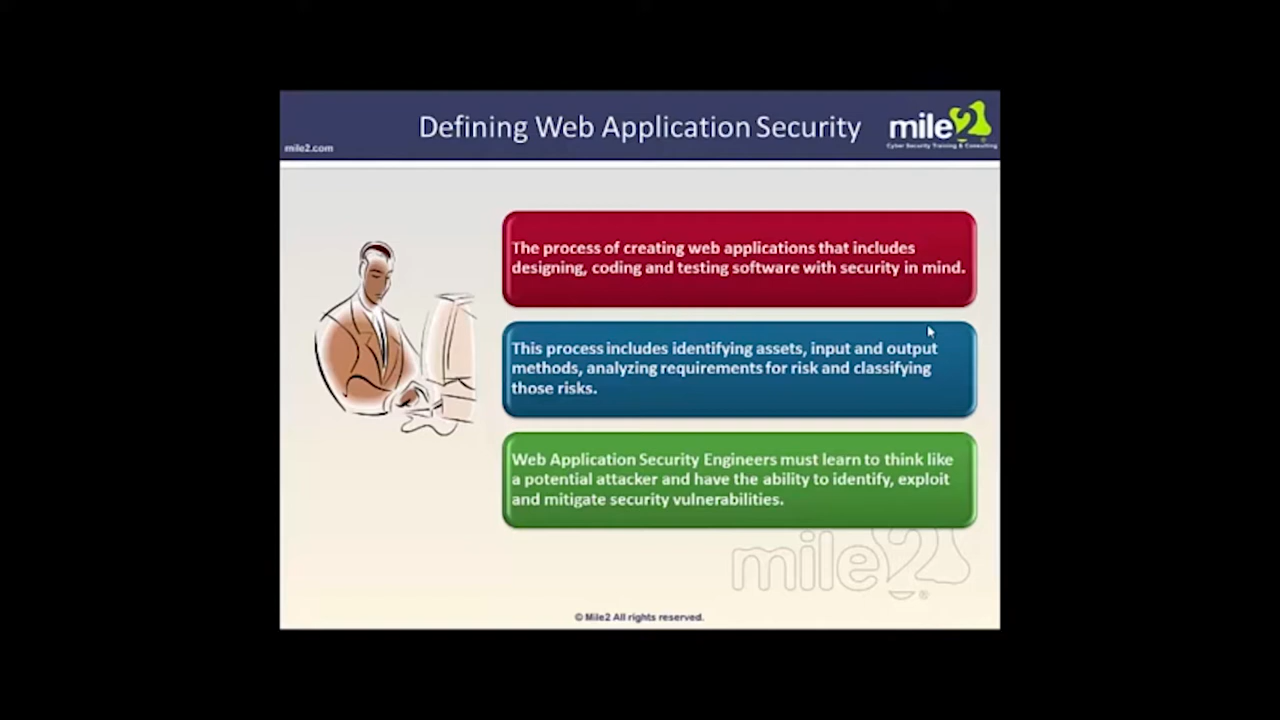 Defining Web Application Security
mile2.com
mile2
Cyber Security Training & Consulting
The process of creating web applications that includes
designing, coding and testing software with security in mind.
This process includes identifying assets, input and output
methods, analyzing requirements for risk and classifying
those risks.
Web Application Security Engineers must learn to think like
a potential attacker and have the ability to identify, exploit
and mitigate security vulnerabilities.
mile2®
© Mile2 All rights reserved.